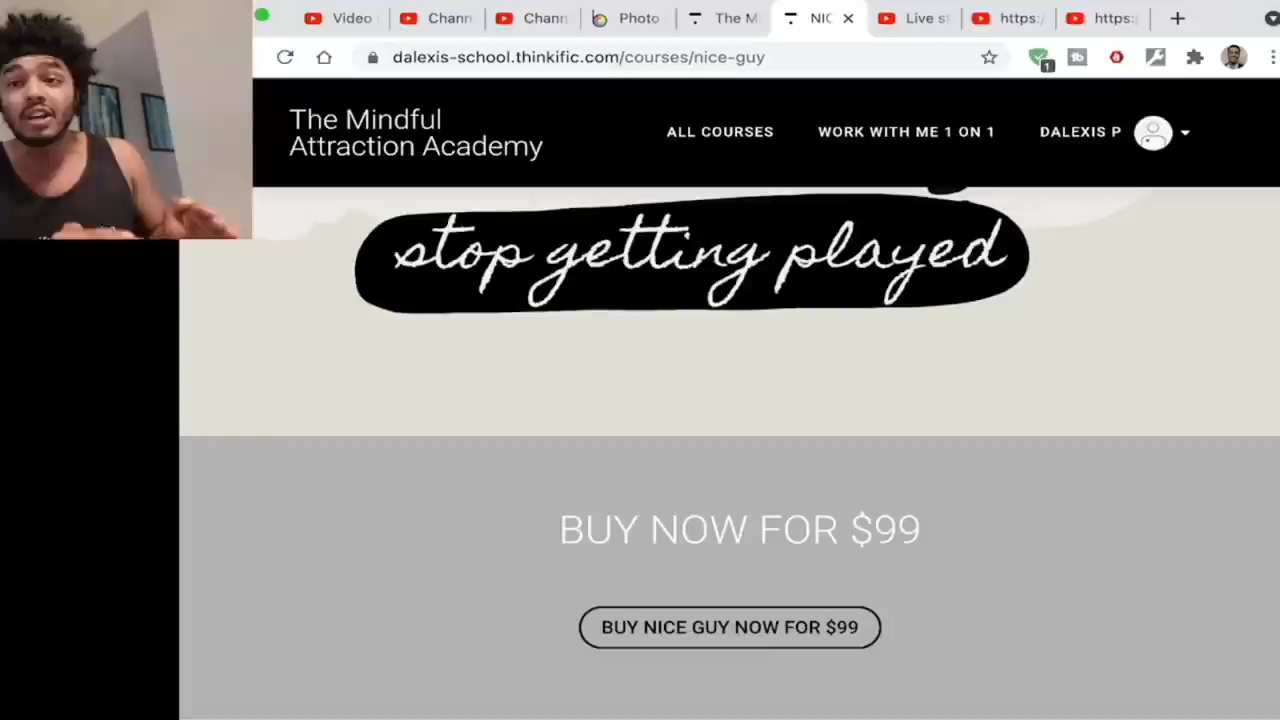 Video
Chann
Chann
Photo
The M
NIC
Live s
https:/
https:
dalexis-school.thinkific.com/courses/nice-guy
1
tb
The Mindful
Attraction Academy
ALL COURSES
WORK WITH ME 1 ON 1
DALEXIS P
stop getting played
BUY NOW FOR $99
BUY NICE GUY NOW FOR $99